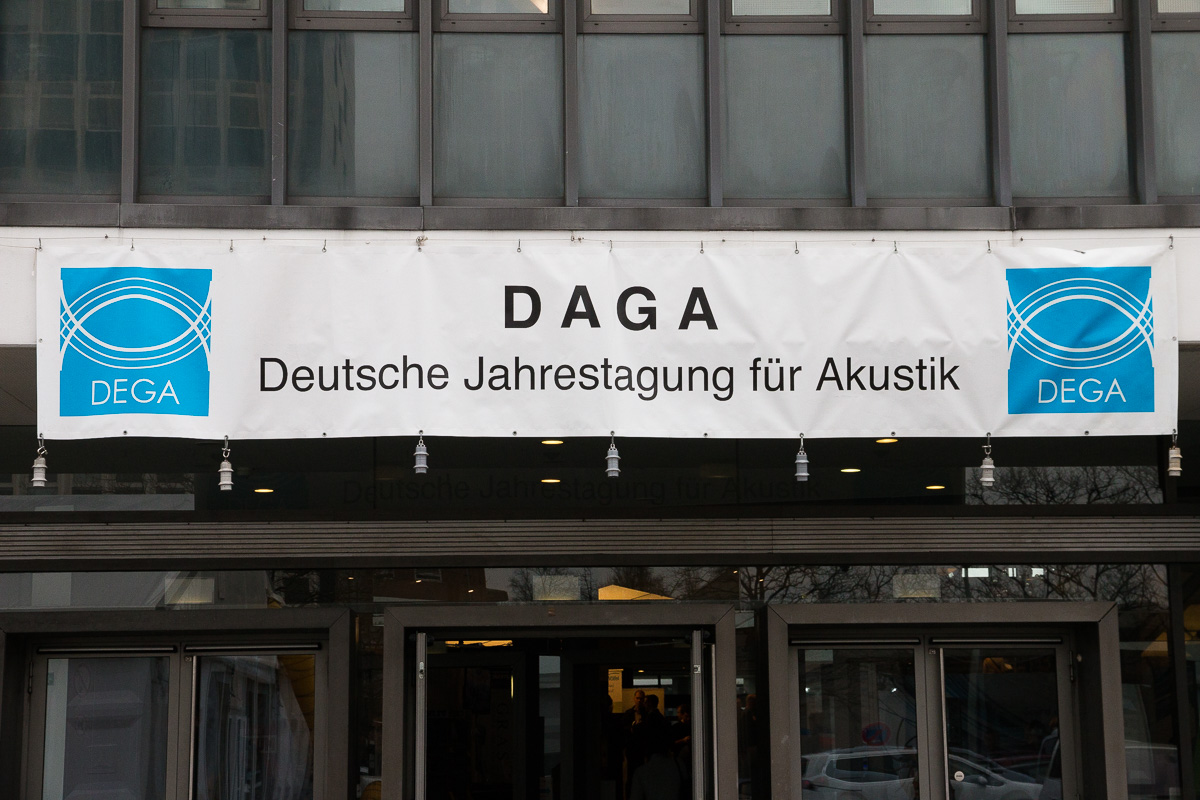 DAGA
Deutsche Jahrestagung für Akustik
DEGA
DEGA